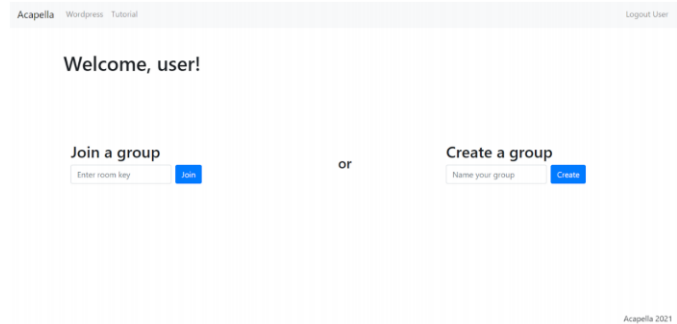 Acapella Wordpress Tutorial Logout User
Welcome, user!
Join a group
Enter room key Join
or
Create a group
Name your group Create
Acapella 2021